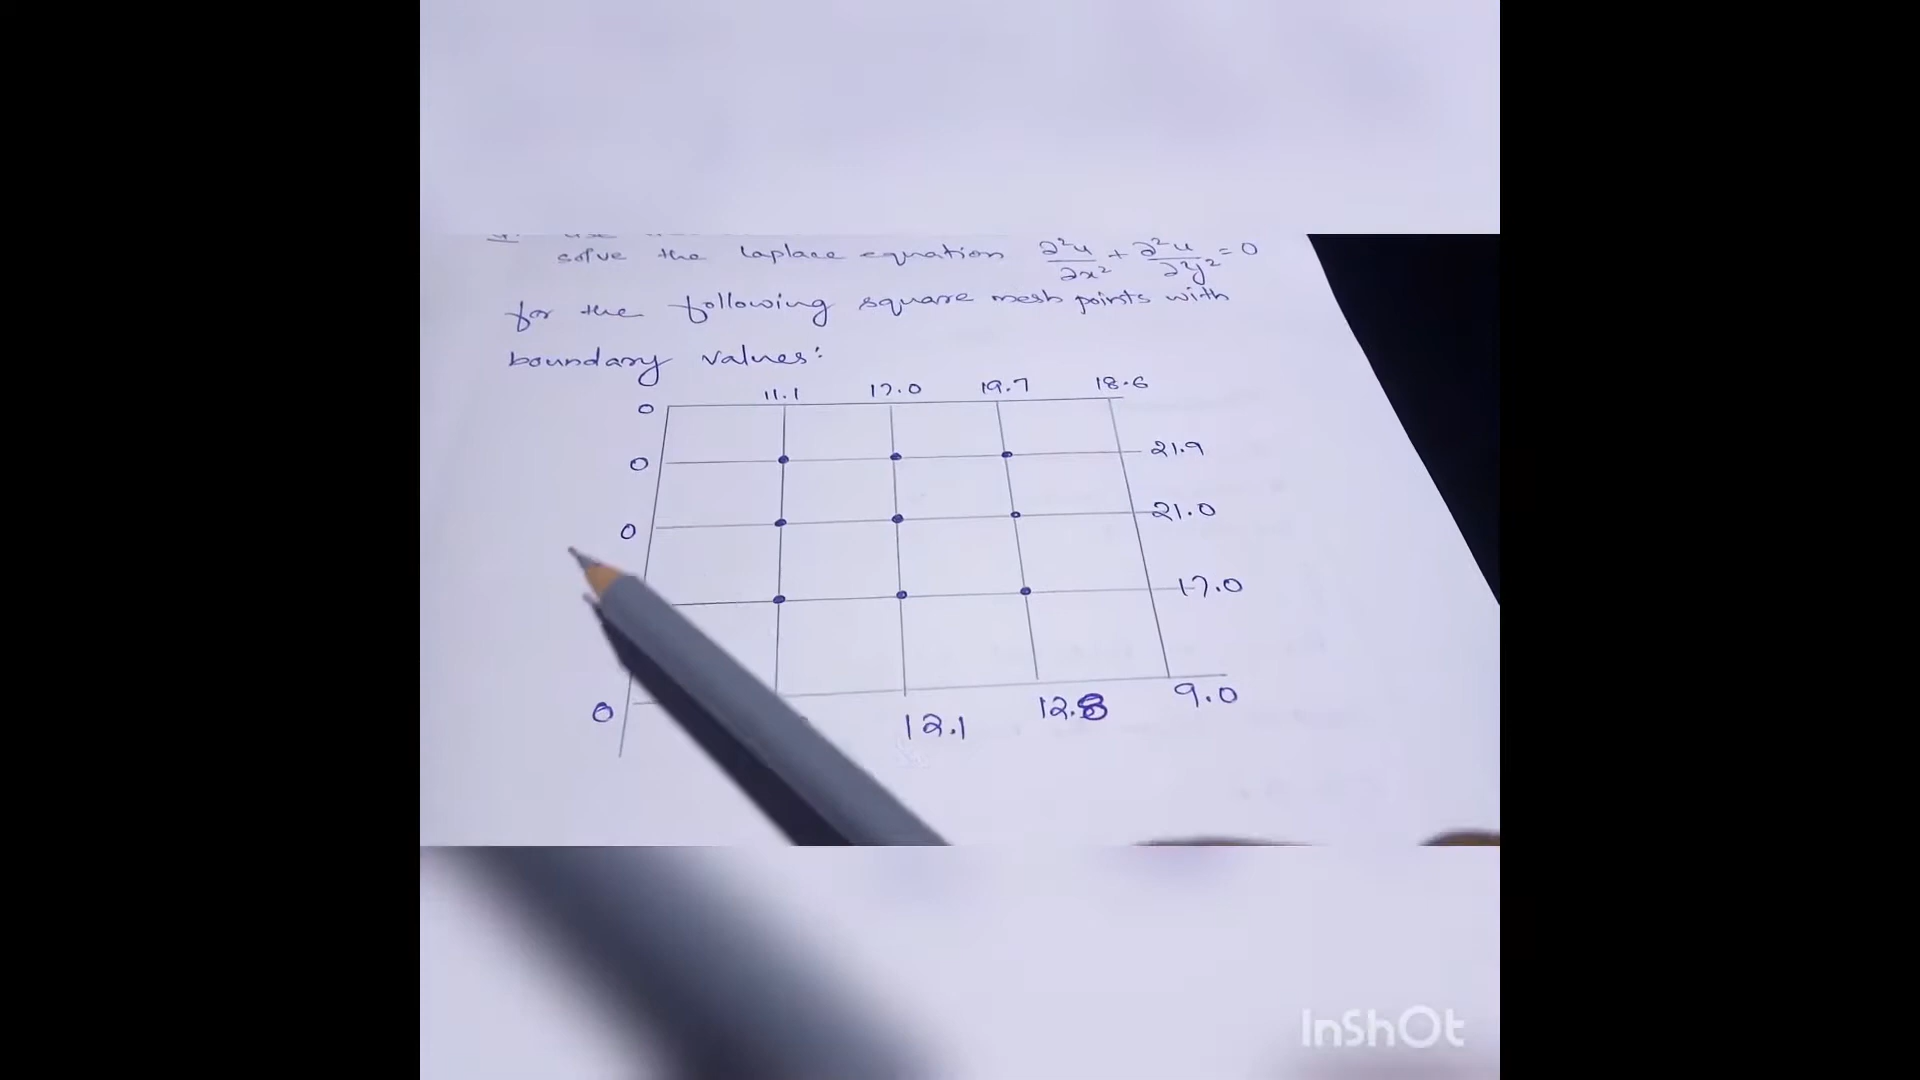 solve the laplace equation ∂²u/∂x² + ∂²u/∂y² = 0
for the following square mesh points with
boundary values:
0 11.1 17.0 19.7 18.6
0 21.9
0 21.0
17.0
0 12.1 12.8 9.0
InShOt